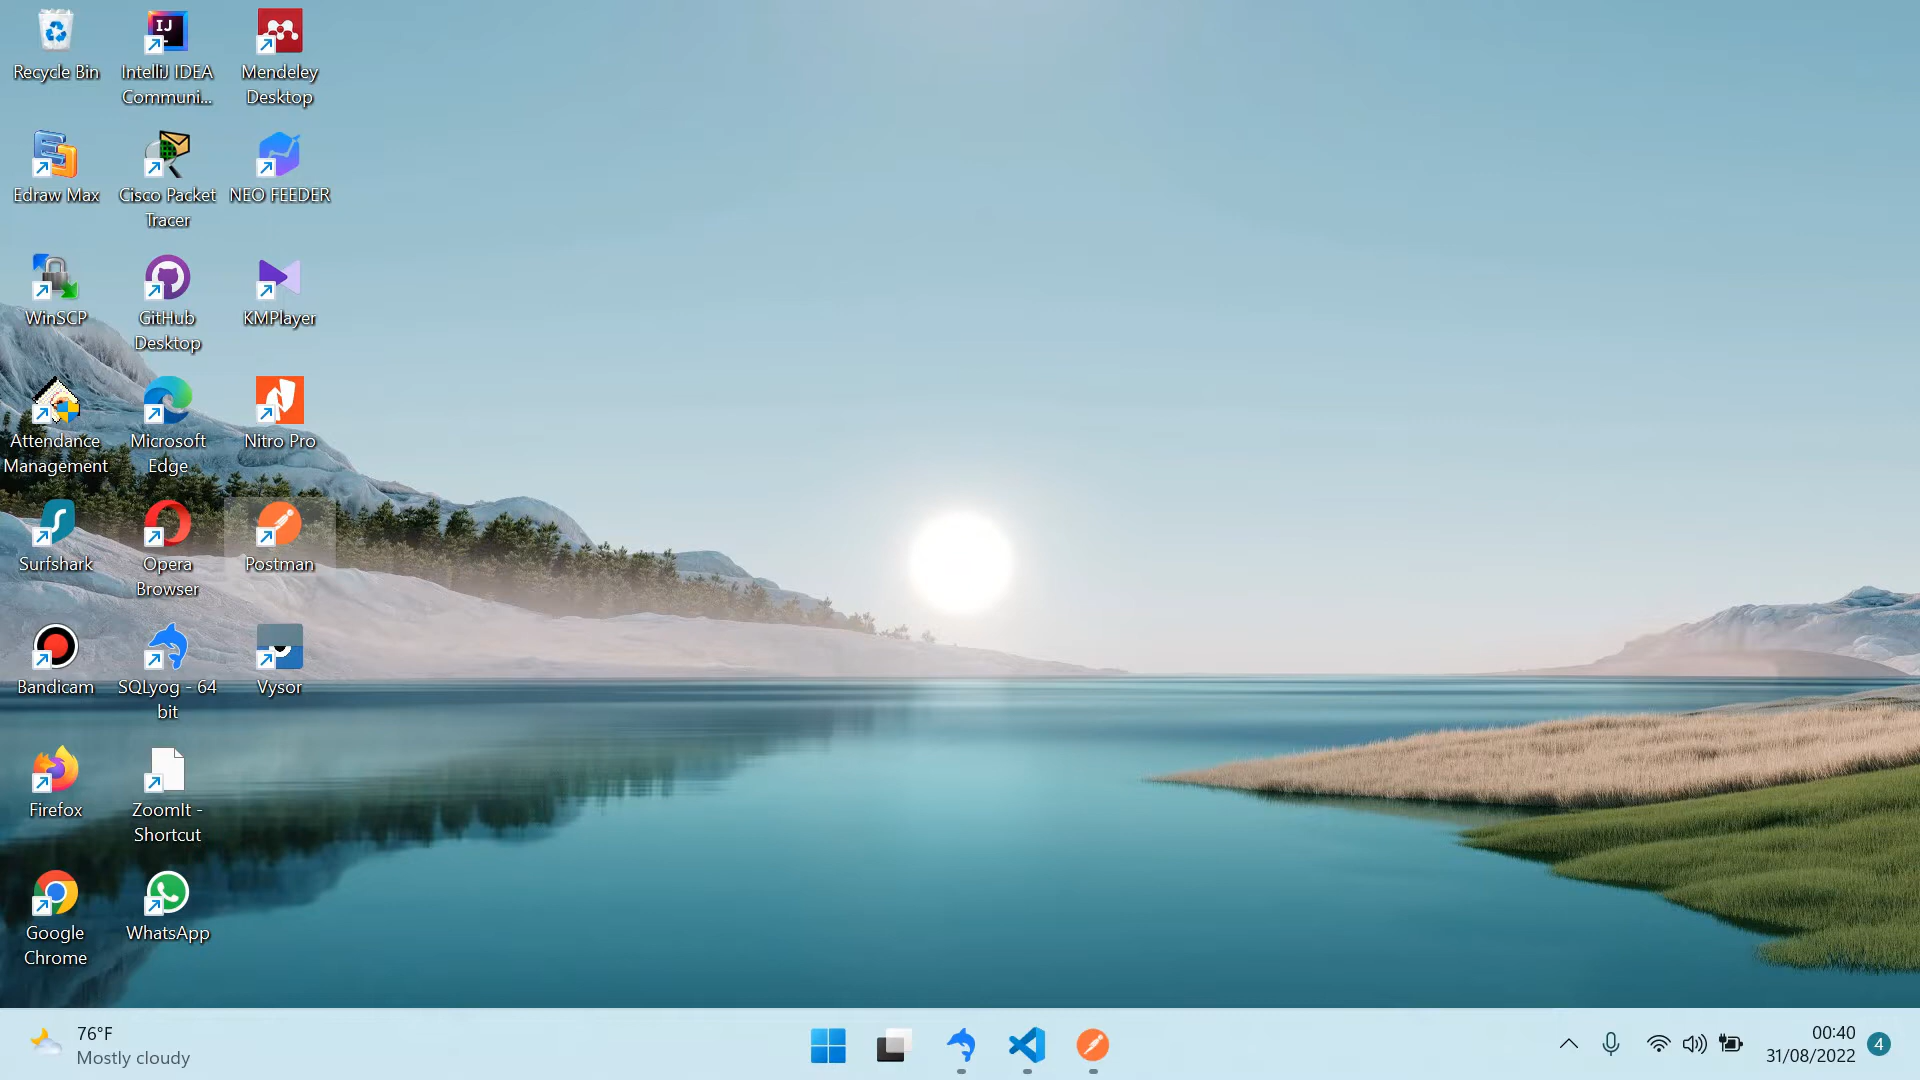 Recycle Bin
IntelliJ IDEA
Communi...
Mendeley
Desktop
Edraw Max
Cisco Packet
Tracer
NEO FEEDER
WinSCP
GitHub
Desktop
KMPlayer
Attendance
Management
Microsoft
Edge
Nitro Pro
Surfshark
Opera
Browser
Postman
Bandicam
SQLyog - 64
bit
Vysor
Firefox
ZoomIt -
Shortcut
Google
Chrome
WhatsApp
76°F
Mostly cloudy
00:40
31/08/2022
4